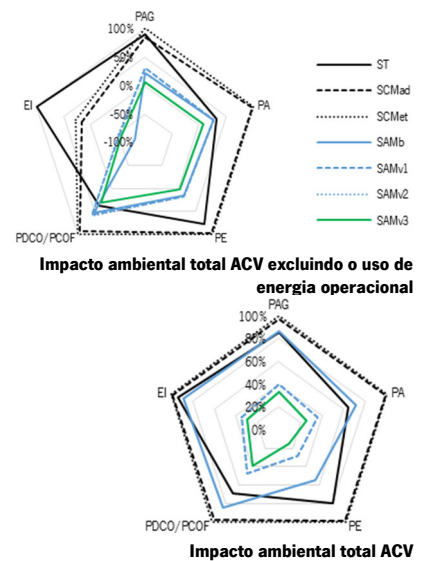 PAG
100%
50%
0%
-50%
-100%
EI
PA
PDCO/PCOF
PE
ST
SCMad
SCMet
SAMb
SAMv1
SAMv2
SAMv3
Impacto ambiental total ACV excluindo o uso de
energia operacional
PAG
100%
80%
60%
40%
20%
0%
EI
PA
PDCO/PCOF
PE
Impacto ambiental total ACV